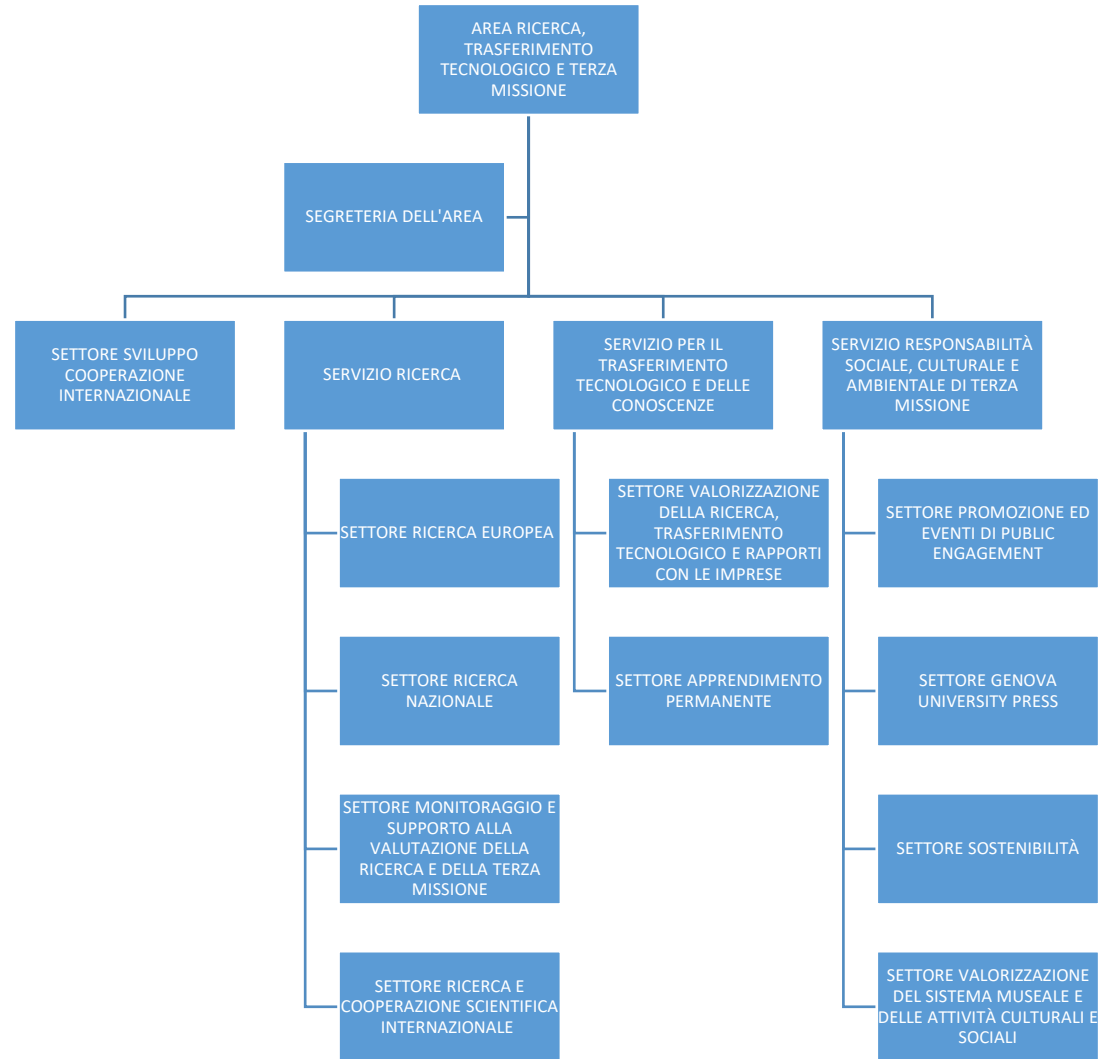 AREA RICERCA,
TRASFERIMENTO
TECNOLOGICO E TERZA
MISSIONE
SEGRETERIA DELL'AREA
SETTORE SVILUPPO
COOPERAZIONE
INTERNAZIONALE
SERVIZIO RICERCA
SETTORE RICERCA EUROPEA
SETTORE RICERCA
NAZIONALE
SETTORE MONITORAGGIO E
SUPPORTO ALLA
VALUTAZIONE DELLA
RICERCA E DELLA TERZA
MISSIONE
SETTORE RICERCA E
COOPERAZIONE SCIENTIFICA
INTERNAZIONALE
SERVIZIO PER IL
TRASFERIMENTO
TECNOLOGICO E DELLE
CONOSCENZE
SETTORE VALORIZZAZIONE
DELLA RICERCA,
TRASFERIMENTO
TECNOLOGICO E RAPPORTI
CON LE IMPRESE
SETTORE APPRENDIMENTO
PERMANENTE
SERVIZIO RESPONSABILITÀ
SOCIALE, CULTURALE E
AMBIENTALE DI TERZA
MISSIONE
SETTORE PROMOZIONE ED
EVENTI DI PUBLIC
ENGAGEMENT
SETTORE GENOVA
UNIVERSITY PRESS
SETTORE SOSTENIBILITÀ
SETTORE VALORIZZAZIONE
DEL SISTEMA MUSEALE E
DELLE ATTIVITÀ CULTURALI E
SOCIALI